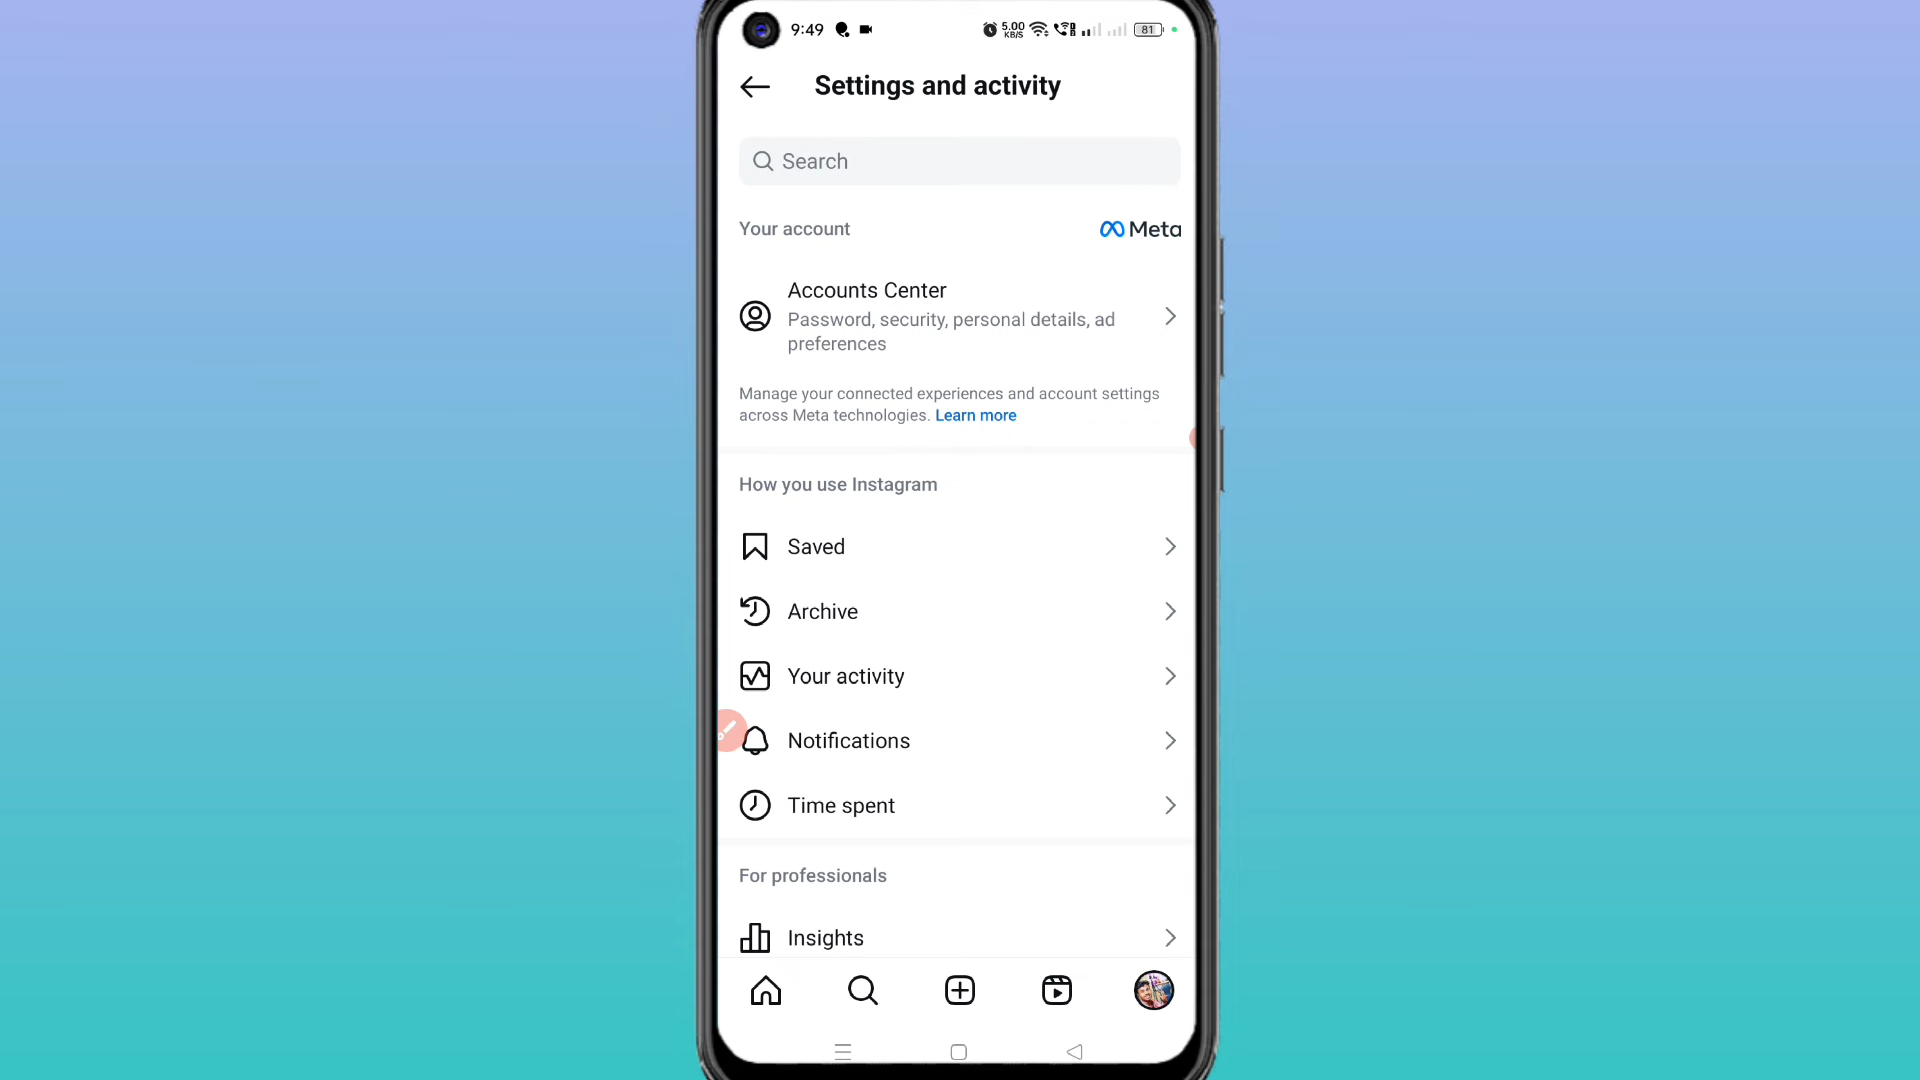 9:49 5.00 KB/S 81
Settings and activity
Search
Your account Meta
Accounts Center
Password, security, personal details, ad
preferences
Manage your connected experiences and account settings
across Meta technologies. Learn more
How you use Instagram
Saved
Archive
Your activity
Notifications
Time spent
For professionals
Insights